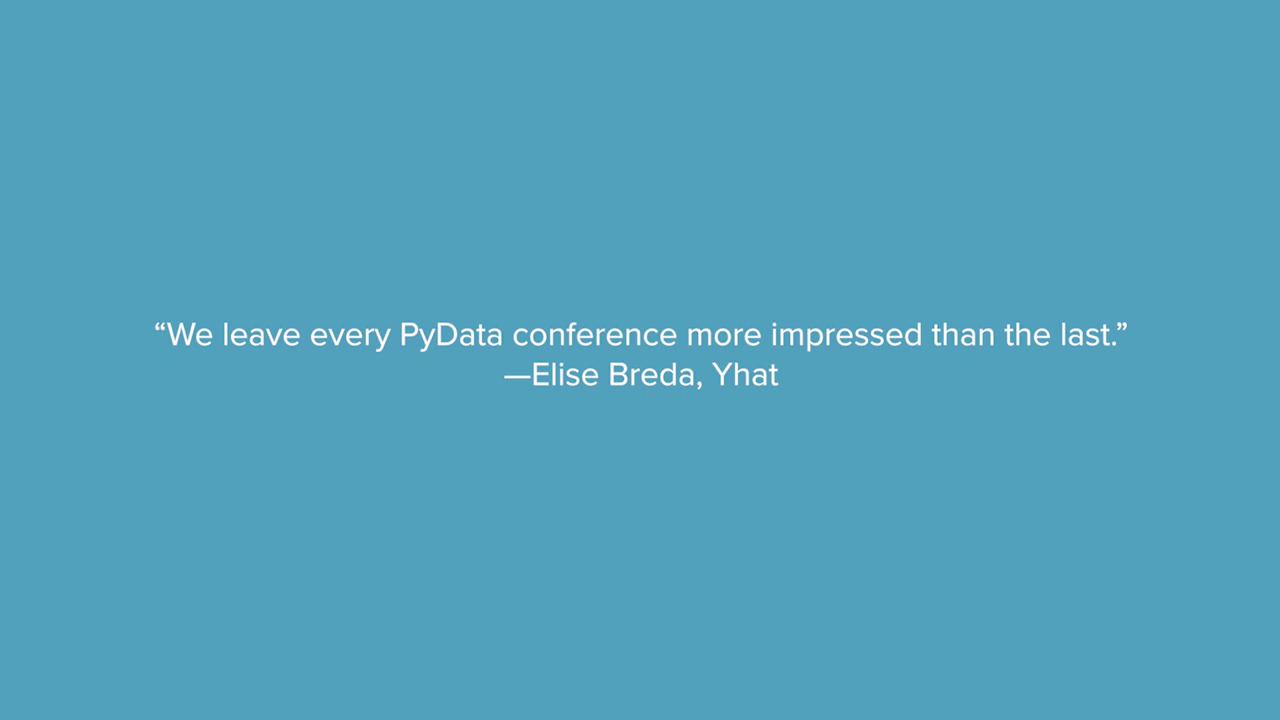 “We leave every PyData conference more impressed than the last.”
—Elise Breda, Yhat